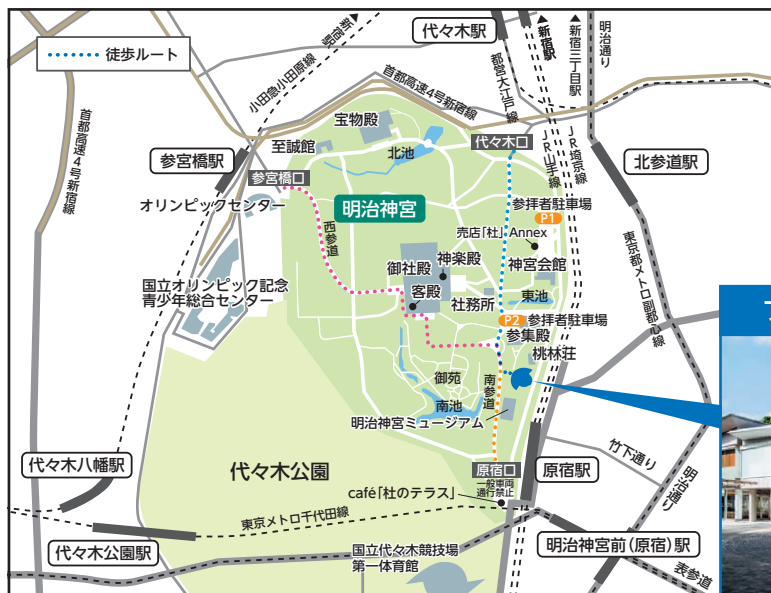 徒歩ルート
小田急小田原線
新宿▲
代々木駅
▲新宿駅
▲新宿三丁目駅
明治通り
首都高速4号新宿線
都営大江戸線
首都高速4号新宿線
宝物殿
至誠館
北池
代々木口
JR山手線
JR埼京線
北参道駅
参宮橋駅
参宮橋口
オリンピックセンター
明治神宮
参拝者駐車場
P1
売店「杜」Annex
西参道
神楽殿
御社殿
神宮会館
客殿
社務所
東池
国立オリンピック記念
青少年総合センター
P2 参拝者駐車場
参集殿
桃林荘
東京都メトロ副都心線
御苑
南参道
南池
明治神宮ミュージアム
原宿口
一般車両
通行禁止
原宿駅
竹下通り
明治通り
代々木八幡駅
代々木公園
café「杜のテラス」
東京メトロ千代田線
代々木公園駅
国立代々木競技場
第一体育館
明治神宮前(原宿)駅
表参道